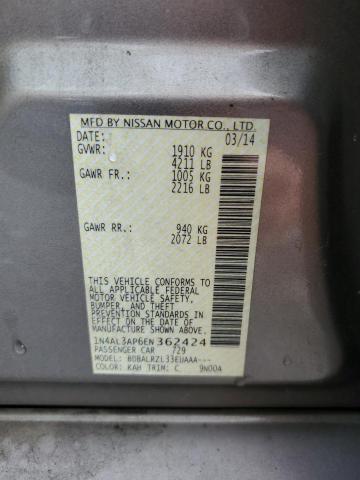 MFD BY NISSAN MOTOR CO., LTD.
DATE: 03/14
GVWR: 1910 KG
4211 LB
GAWR FR.: 1005 KG
2216 LB
GAWR RR.: 940 KG
2072 LB
THIS VEHICLE CONFORMS TO
ALL APPLICABLE FEDERAL
MOTOR VEHICLE SAFETY,
BUMPER, AND THEFT
PREVENTION STANDARDS
IN EFFECT ON THE DATE OF
MANUFACTURE SHOWN ABOVE.
1N4AL3AP6EN362424
PASSENGER CAR 729
MODEL: BDBALRZL33EUAAA---
COLOR: KAH TRIM: C 9N00A